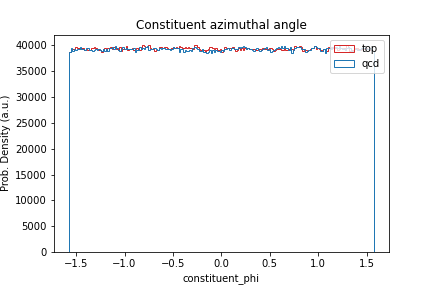 Constituent azimuthal angle
Prob. Density (a.u.)
40000
35000
30000
25000
20000
15000
10000
5000
0
top
qcd
−1.5 −1.0 −0.5 0.0 0.5 1.0 1.5
constituent_phi